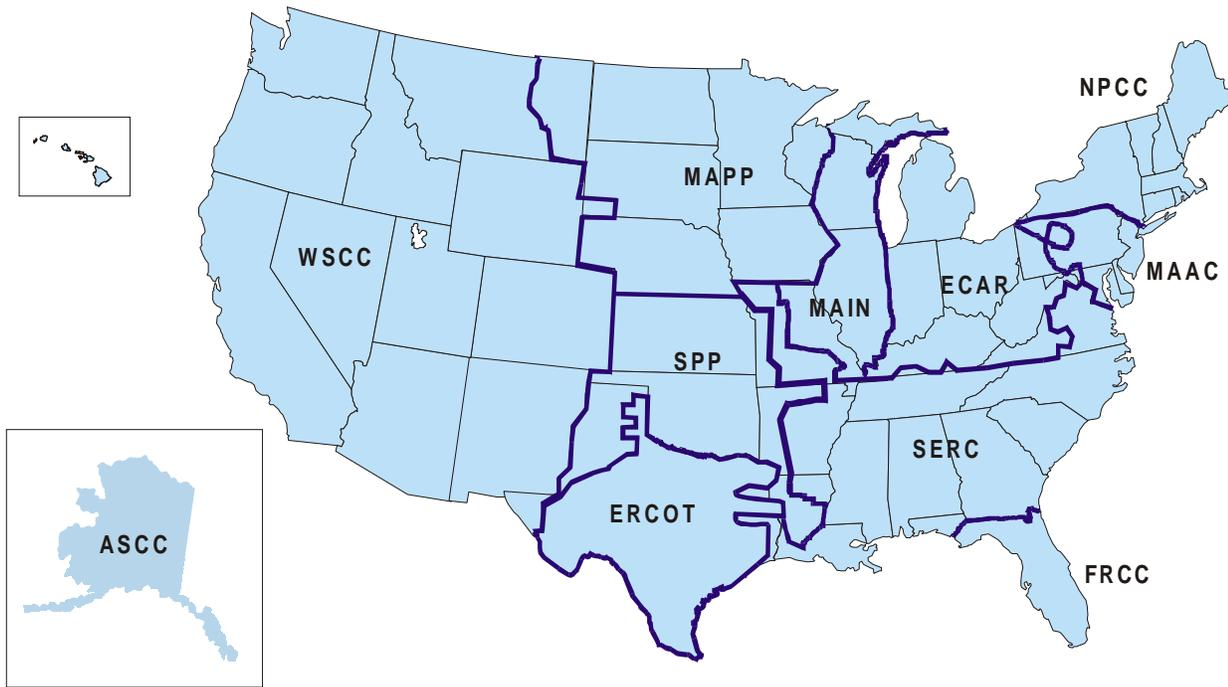 NPCC
MAPP
WSCC
MAAC
ECAR
MAIN
SPP
SERC
ERCOT
ASCC
FRCC